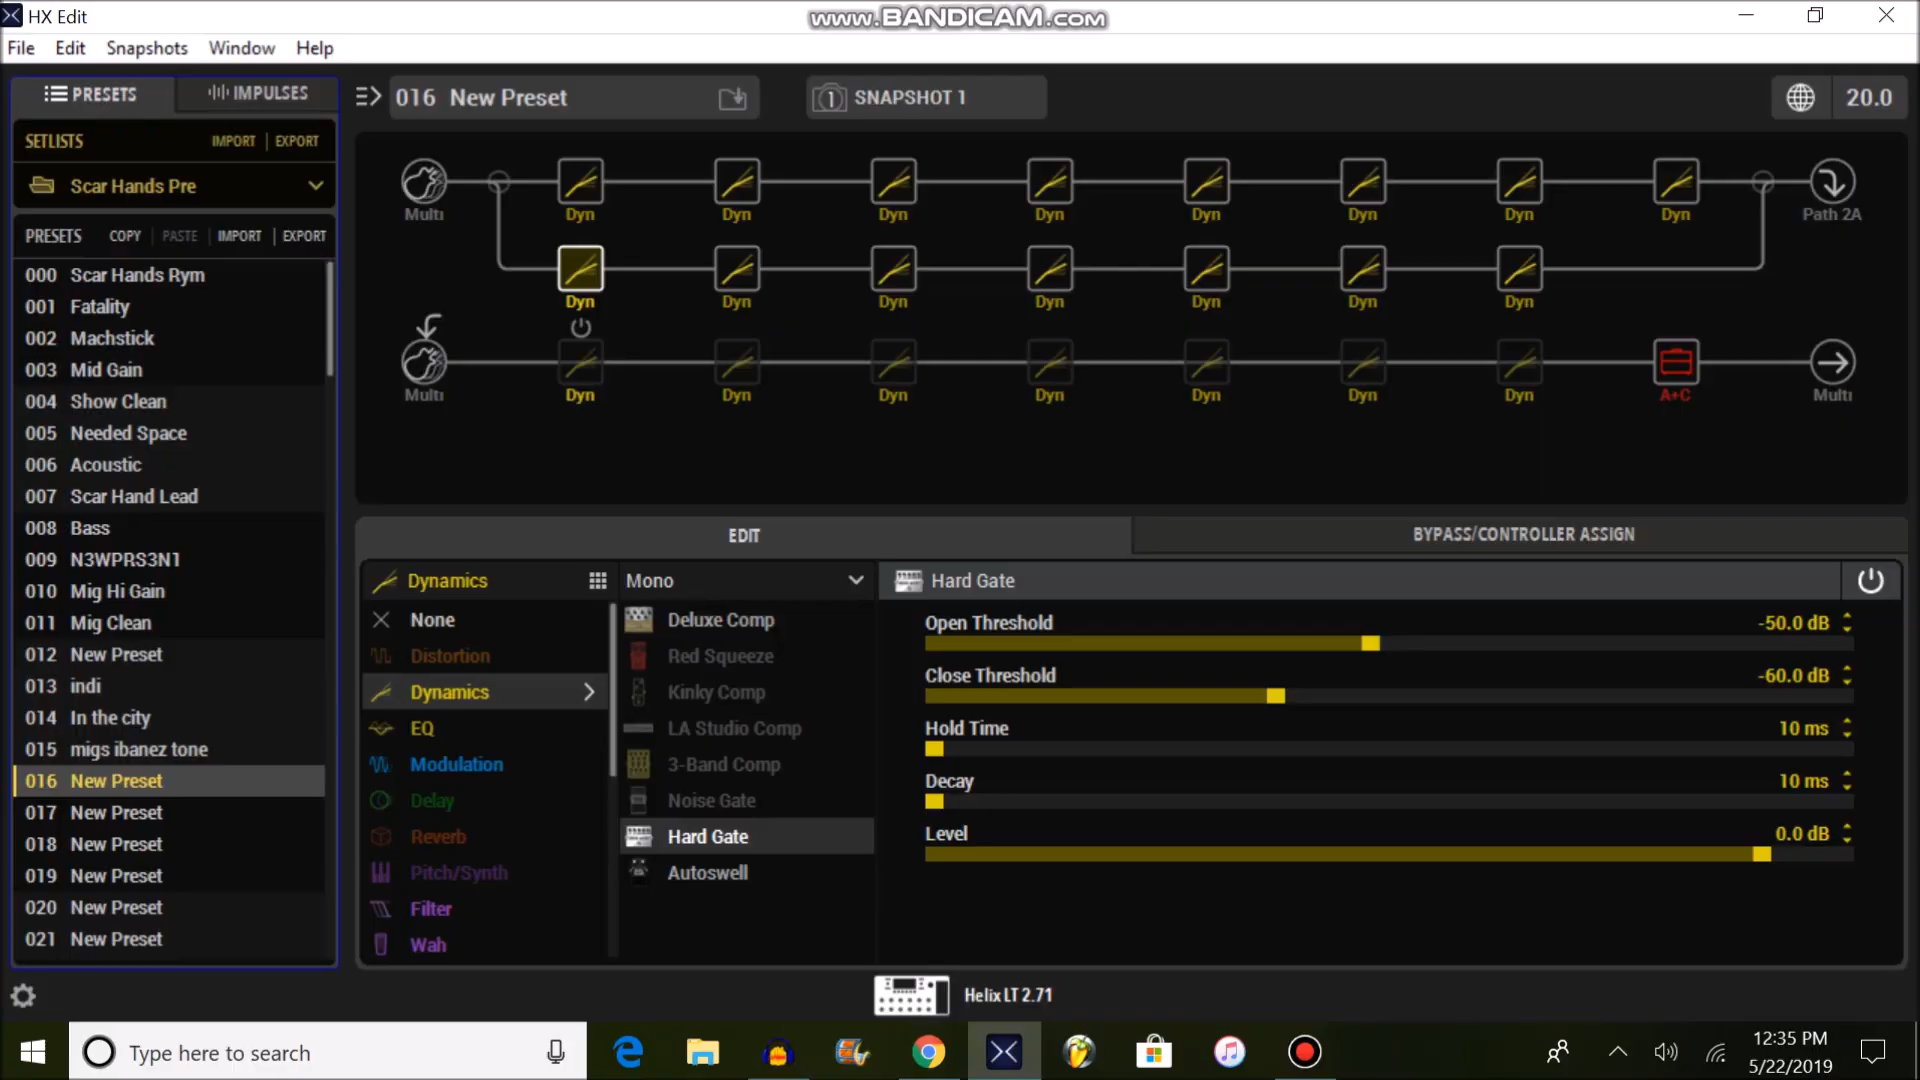 HX Edit
www.BANDICAM.com
File Edit Snapshots Window Help
PRESETS IMPULSES
016 New Preset
1 SNAPSHOT 1
20.0
SETLISTS IMPORT | EXPORT
Scar Hands Pre
PRESETS COPY | PASTE | IMPORT | EXPORT
000 Scar Hands Rym
001 Fatality
002 Machstick
003 Mid Gain
004 Show Clean
005 Needed Space
006 Acoustic
007 Scar Hand Lead
008 Bass
009 N3WPRS3N1
010 Mig Hi Gain
011 Mig Clean
012 New Preset
013 indi
014 In the city
015 migs ibanez tone
016 New Preset
017 New Preset
018 New Preset
019 New Preset
020 New Preset
021 New Preset
Multi Dyn Dyn Dyn Dyn Dyn Dyn Dyn Dyn Path 2A
Dyn Dyn Dyn Dyn Dyn Dyn Dyn
Multi Dyn Dyn Dyn Dyn Dyn Dyn Dyn A+C Multi
EDIT BYPASS/CONTROLLER ASSIGN
Dynamics
None
Distortion
Dynamics
EQ
Modulation
Delay
Reverb
Pitch/Synth
Filter
Wah
Mono
Deluxe Comp
Red Squeeze
Kinky Comp
LA Studio Comp
3-Band Comp
Noise Gate
Hard Gate
Autoswell
Hard Gate
Open Threshold -50.0 dB
Close Threshold -60.0 dB
Hold Time 10 ms
Decay 10 ms
Level 0.0 dB
Helix LT 2.71
Type here to search
12:35 PM
5/22/2019